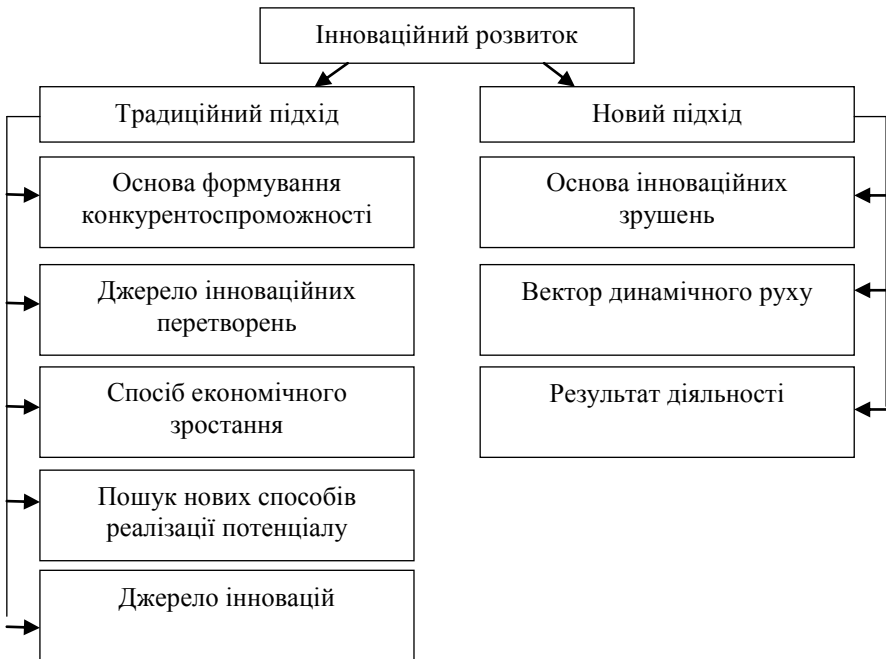 Інноваційний розвиток
Традиційний підхід
Новий підхід
Основа формування
конкурентоспроможності
Основа інноваційних
зрушень
Джерело інноваційних
перетворень
Вектор динамічного руху
Спосіб економічного
зростання
Результат діяльності
Пошук нових способів
реалізації потенціалу
Джерело інновацій